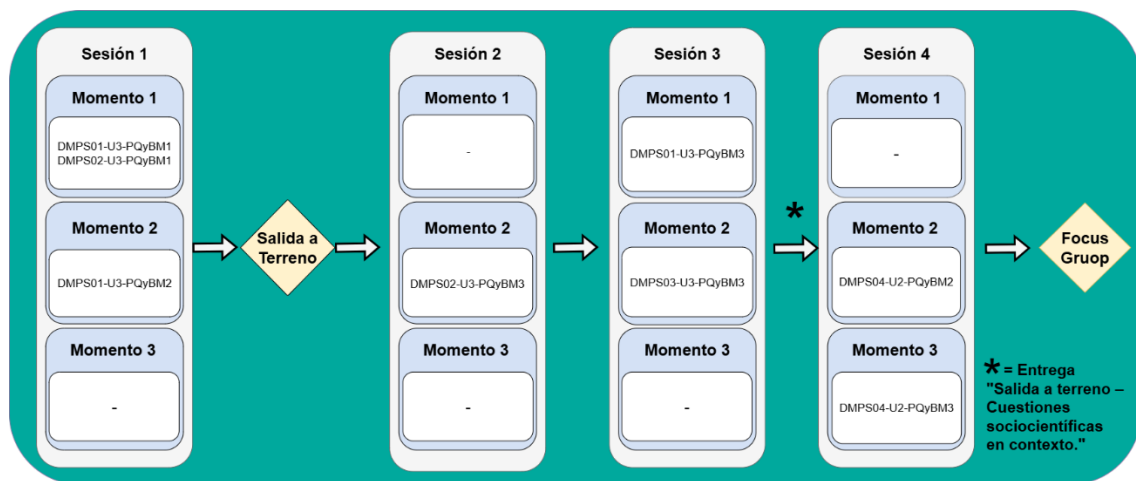 Sesión 1
Momento 1
DMPS01-U3-PQyBM1
DMPS02-U3-PQyBM1
Momento 2
DMPS01-U3-PQyBM2
Momento 3
-
Salida a
Terreno
Sesión 2
Momento 1
-
Momento 2
DMPS02-U3-PQyBM3
Momento 3
-
Sesión 3
Momento 1
DMPS01-U3-PQyBM3
Momento 2
DMPS03-U3-PQyBM3
Momento 3
-
*
Sesión 4
Momento 1
-
Momento 2
DMPS04-U2-PQyBM2
Momento 3
DMPS04-U2-PQyBM3
Focus
Gruop
* = Entrega
"Salida a terreno –
Cuestiones
sociocientíficas
en contexto."